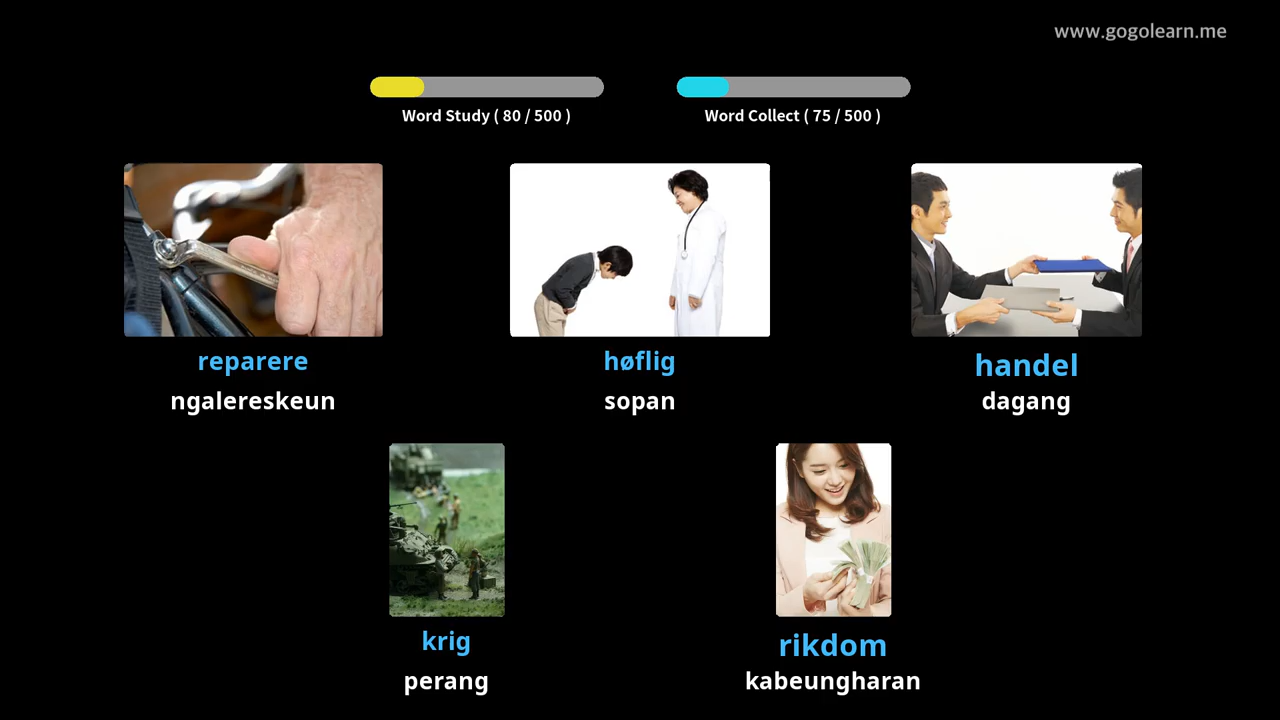 www.gogolearn.me
Word Study ( 80 / 500 )
Word Collect ( 75 / 500 )
reparere
ngalereskeun
høflig
sopan
handel
dagang
krig
perang
rikdom
kabeungharan